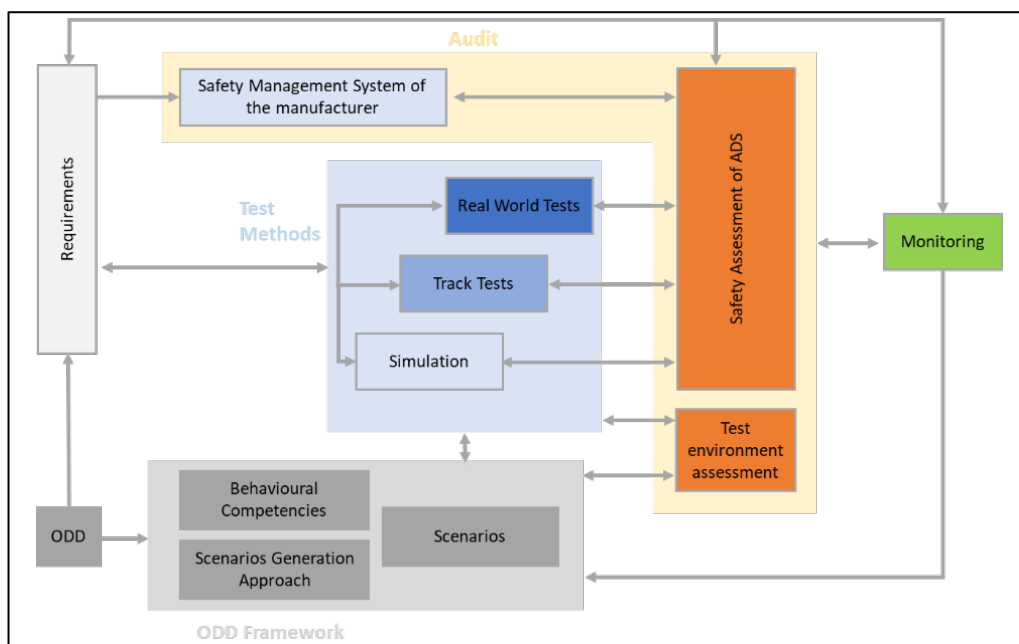 Audit
Safety Management System of
the manufacturer
Requirements
Safety Assessment of ADS
Test
Methods
Real World Tests
Monitoring
Track Tests
Simulation
Test
environment
assessment
Behavioural
Competencies
ODD
Scenarios
Scenarios Generation
Approach
ODD Framework